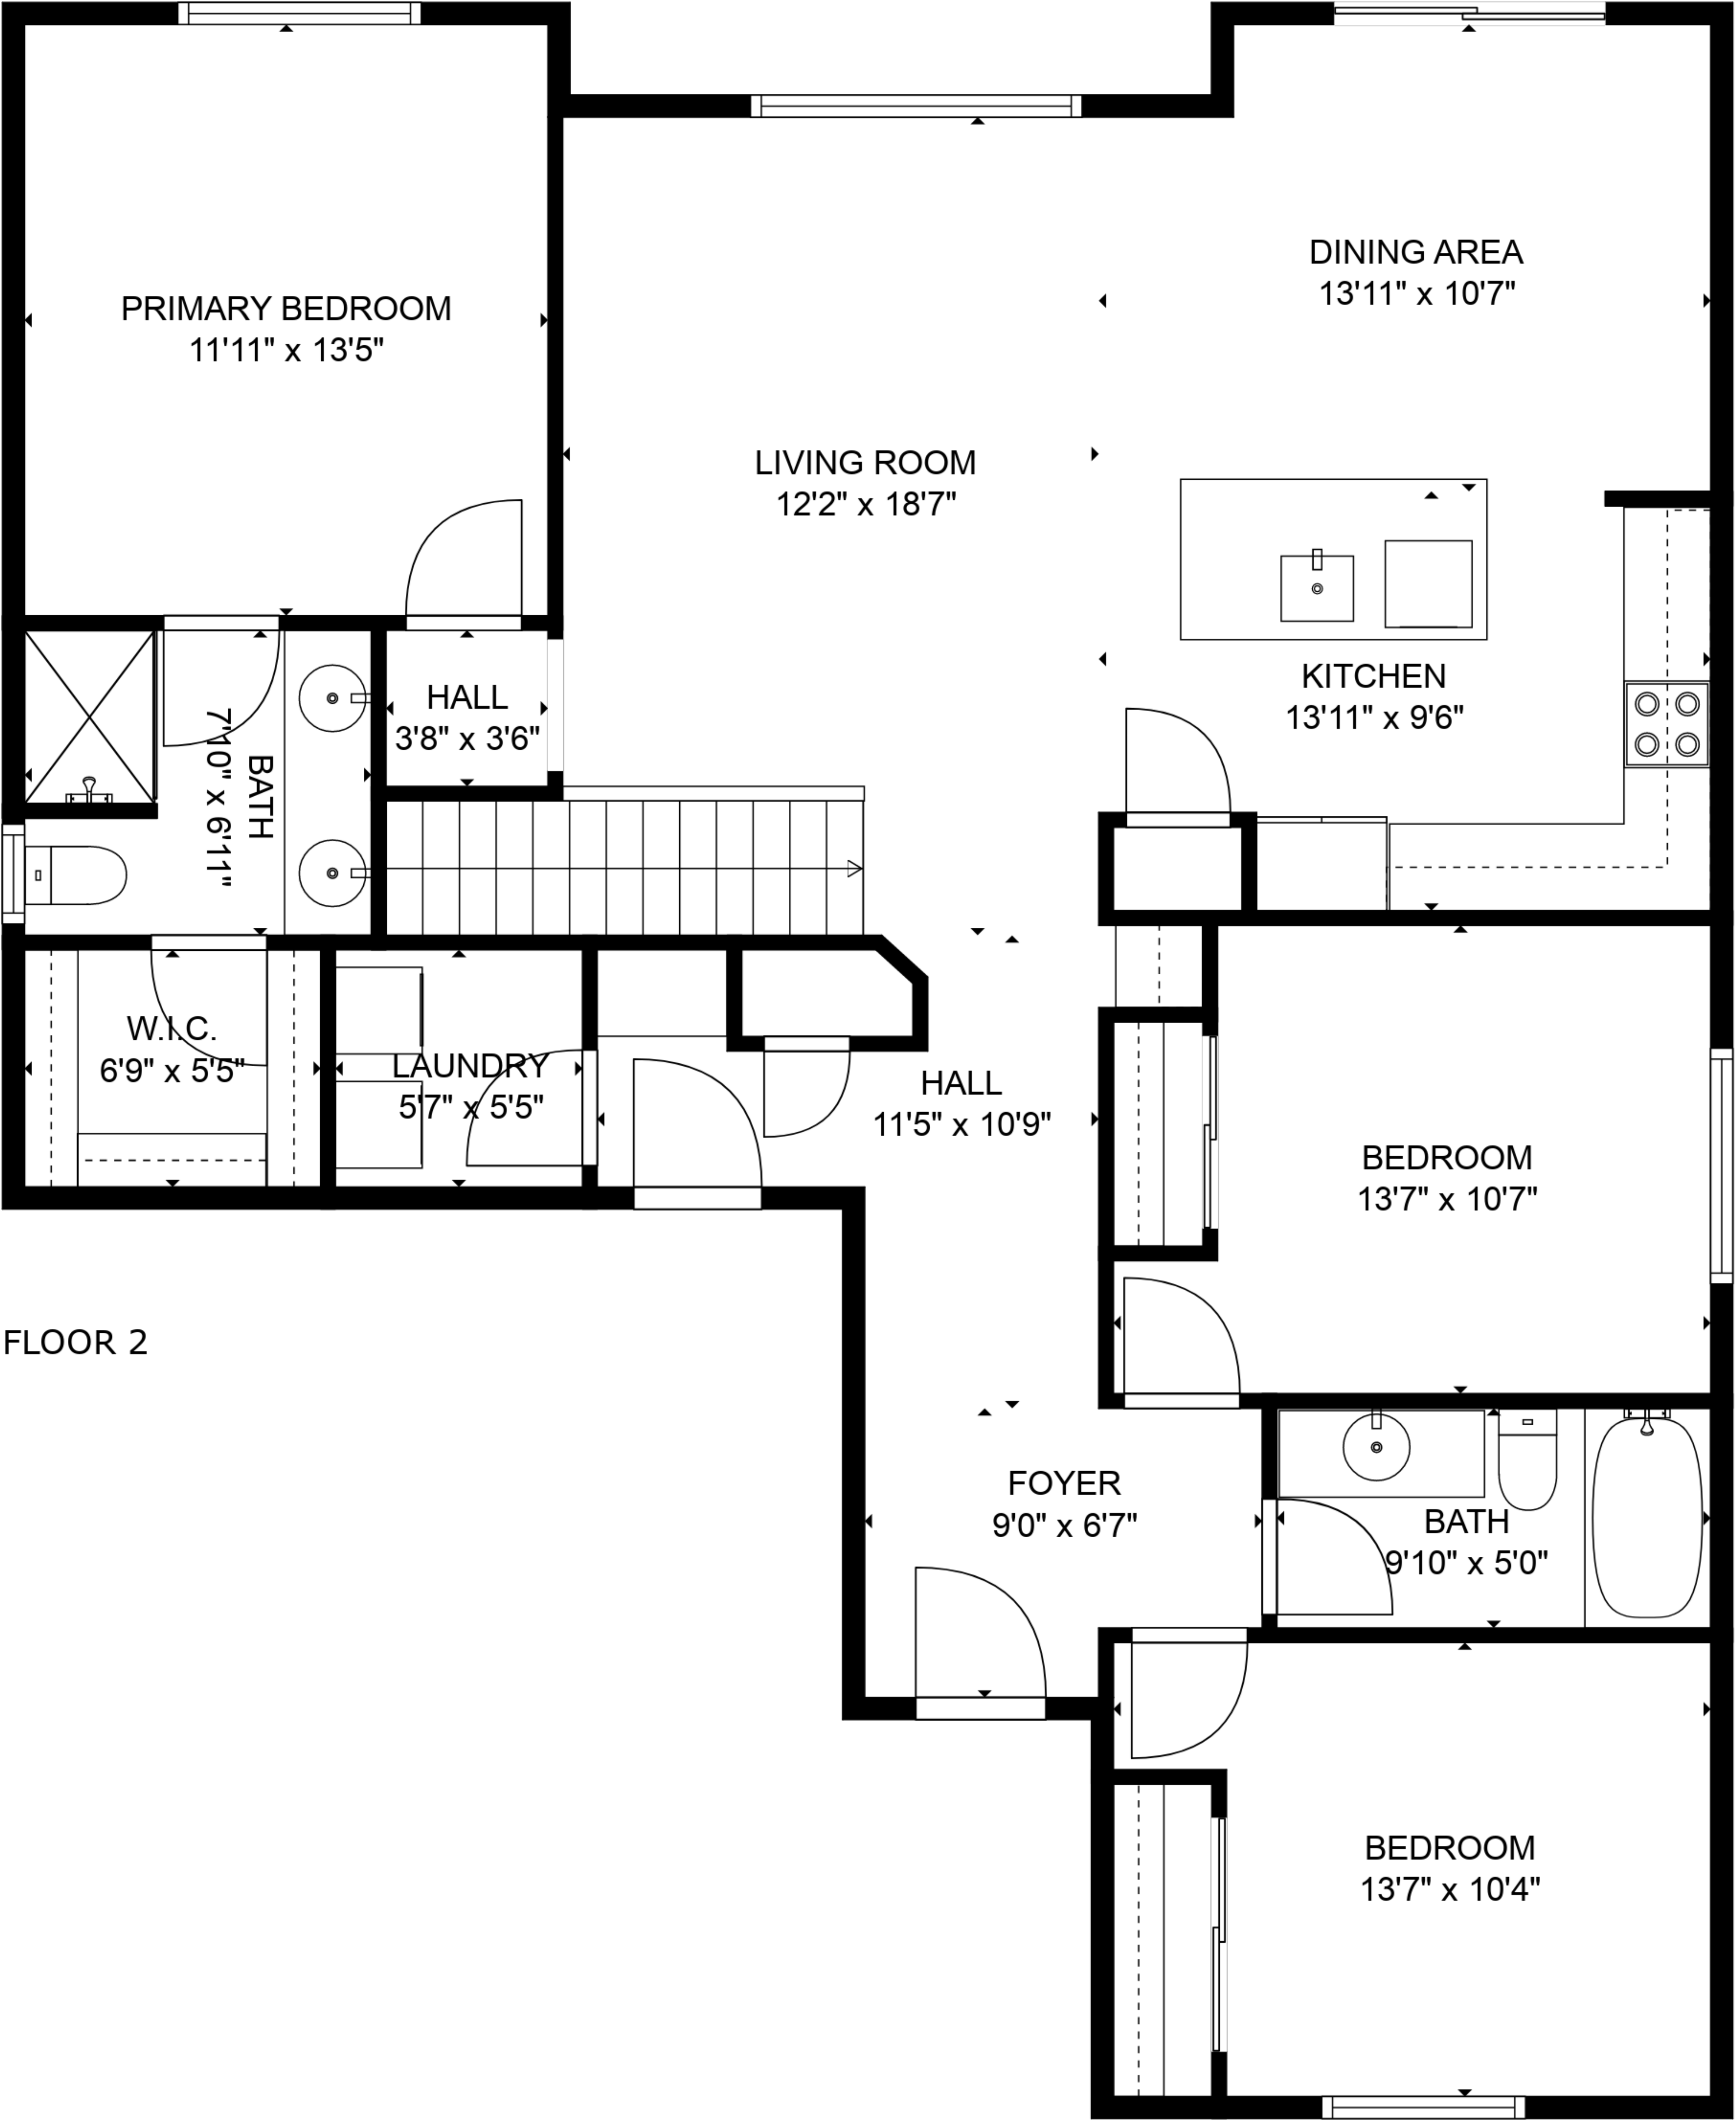 DINING AREA
13'11" x 10'7"
PRIMARY BEDROOM
11'11" x 13'5"
LIVING ROOM
12'2" x 18'7"
KITCHEN
13'11" x 9'6"
HALL
3'8" x 3'6"
BATH
7'10" x 6'11"
W.I.C.
6'9" x 5'5"
LAUNDRY
5'7" x 5'5"
HALL
11'5" x 10'9"
BEDROOM
13'7" x 10'7"
FLOOR 2
FOYER
9'0" x 6'7"
BATH
9'10" x 5'0"
BEDROOM
13'7" x 10'4"